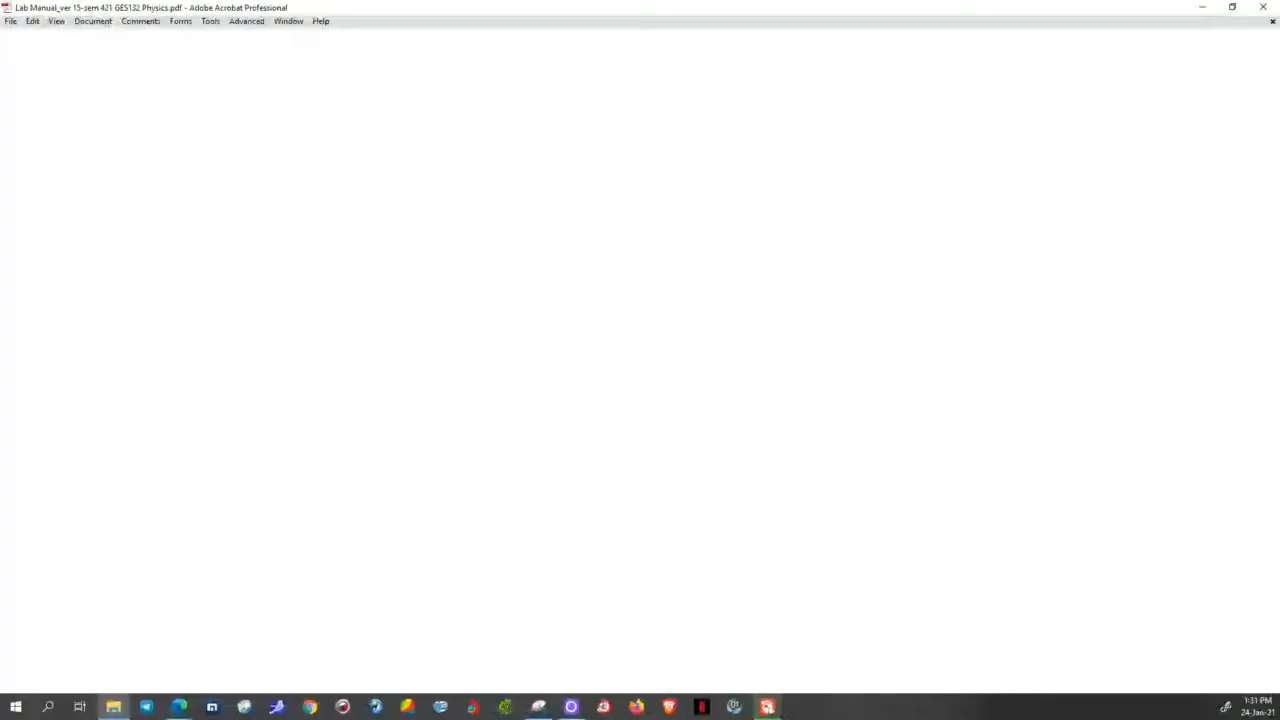 Lab Manual_ver 15-sem 421 GES132 Physics.pdf - Adobe Acrobat Professional
File Edit View Document Comments Forms Tools Advanced Window Help
1:31 PM
24-Jan-21